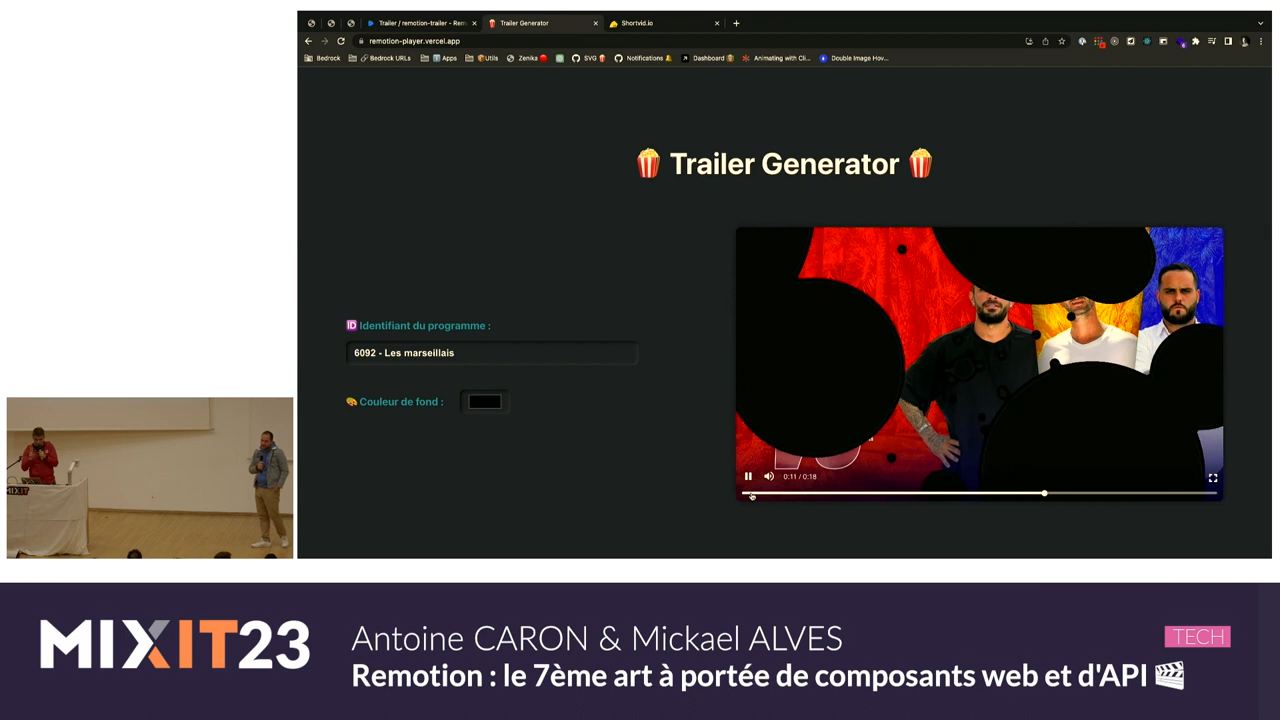 Trailer / remotion-trailer - Rem
Trailer Generator
Shortvid.io
remotion-player.vercel.app
Bedrock
Bedrock URLs
Apps
Utils
Zenika
SVG
Notifications
Dashboard
Animating with Cli...
Double Image Hov...
Trailer Generator
ID Identifiant du programme :
6092 - Les marseillais
Couleur de fond :
0:11 / 0:18
MIXIT
MIXIT23
Antoine CARON & Mickael ALVES
TECH
Remotion : le 7ème art à portée de composants web et d'API